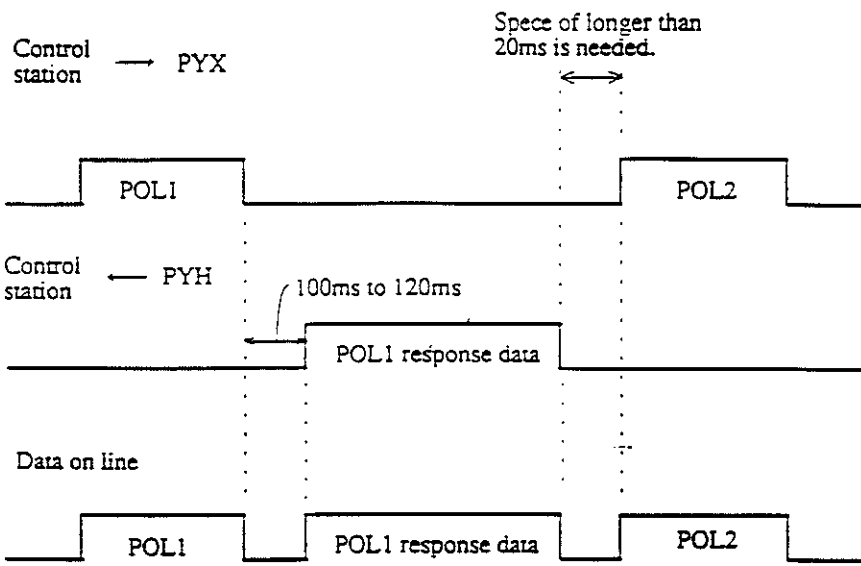 Spece of longer than
20ms is needed.
Control
station → PYX
POL1
POL2
Control
station ← PYH
100ms to 120ms
POL1 response data
Data on line
POL1
POL1 response data
POL2